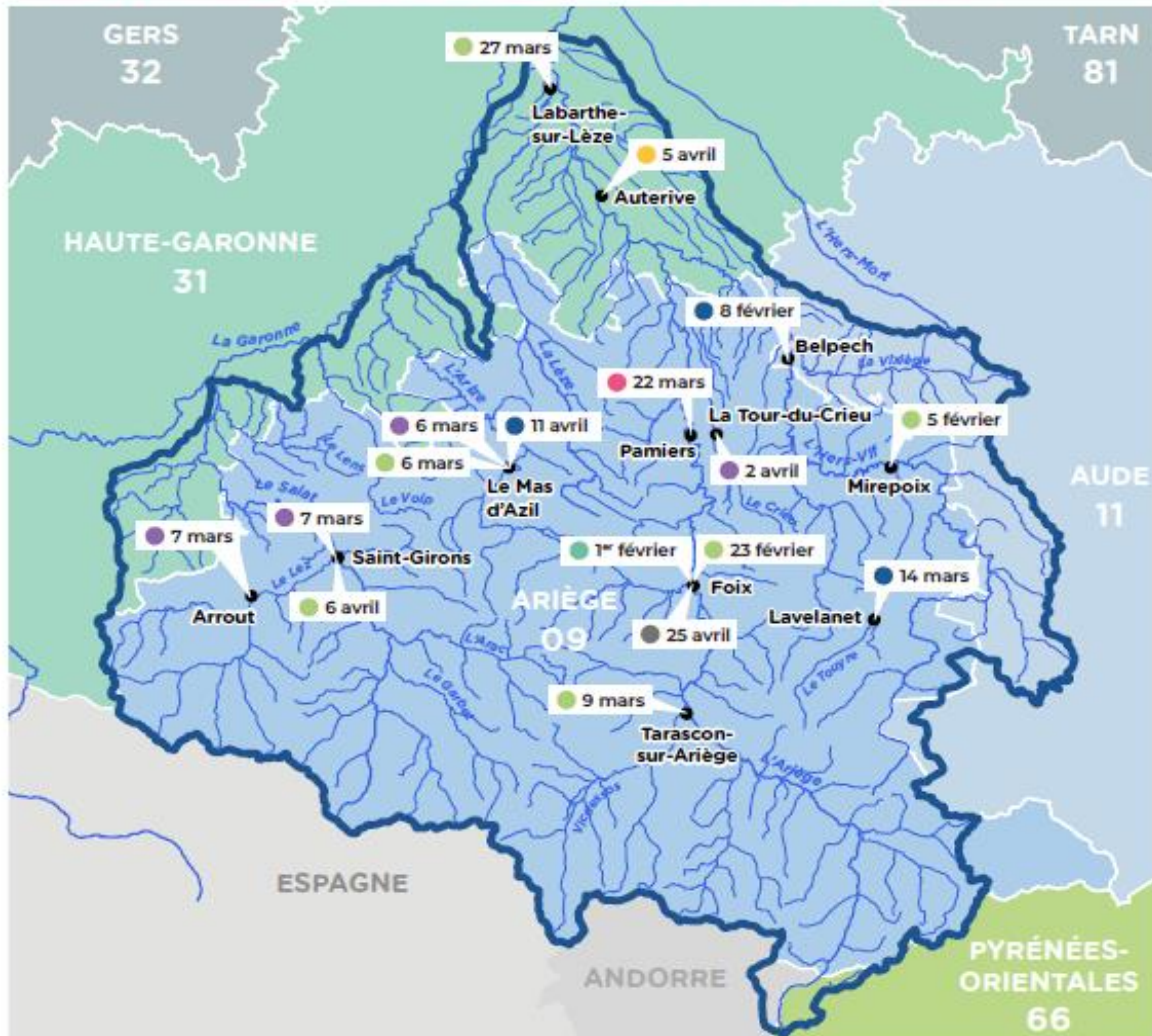 GERS
32
27 mars
TARN
81
Labarthe-
sur-Lèze
5 avril
Auterive
HAUTE-GARONNE
31
L'Hers-Mort
La Garonne
8 février
Belpech
La Vixiège
L'Arize
La Lèze
22 mars
La Tour-du-Crieu
5 février
6 mars
11 avril
Pamiers
L'Hers-Vif
6 mars
Le Mas
d'Azil
2 avril
Mirepoix
AUDE
11
Le Lens
Le Salat
Le Volp
Le Crieu
7 mars
7 mars
Saint-Girons
1er février
23 février
14 mars
Le Lez
Foix
Arrout
6 avril
ARIÈGE
09
25 avril
Lavelanet
L'Arac
Le Garbet
Le Touyre
9 mars
Tarascon-
sur-Ariège
L'Ariège
Vicdessos
ESPAGNE
ANDORRE
PYRÉNÉES-
ORIENTALES
66